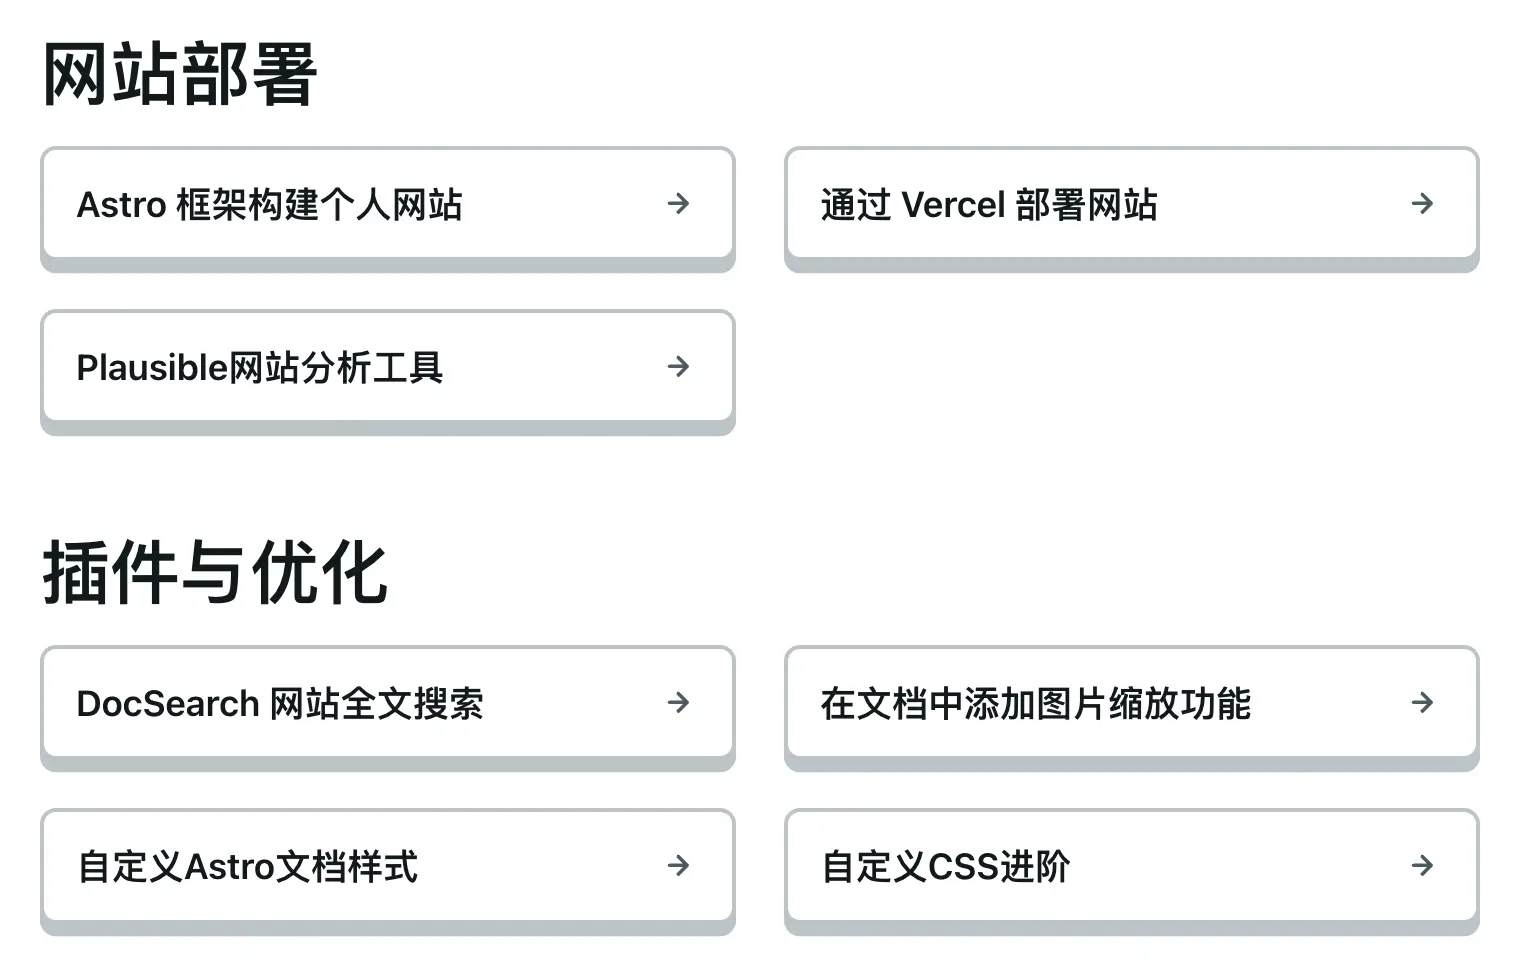 网站部署
Astro 框架构建个人网站
通过 Vercel 部署网站
Plausible网站分析工具
插件与优化
DocSearch 网站全文搜索
在文档中添加图片缩放功能
自定义Astro文档样式
自定义CSS进阶